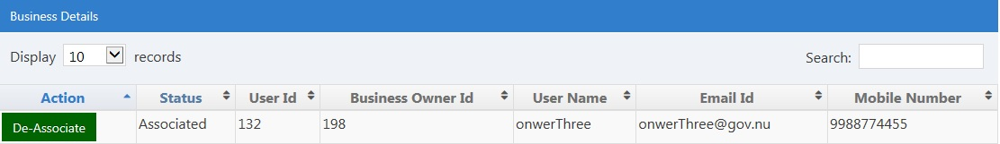 Business Details
Display 10 records Search:
Action Status User Id Business Owner Id User Name Email Id Mobile Number
De-Associate Associated 132 198 onwerThree onwerThree@gov.nu 9988774455